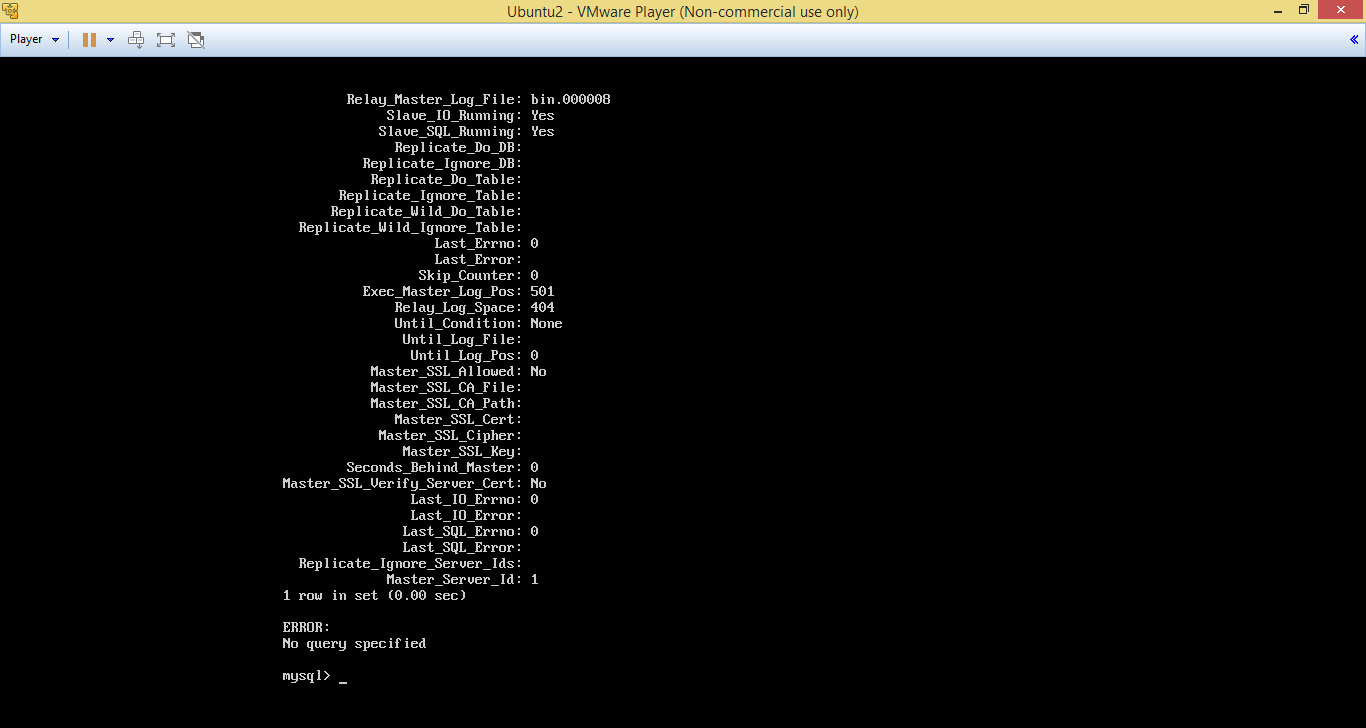 Ubuntu2 - VMware Player (Non-commercial use only)
Player
Relay_Master_Log_File: bin.000008
Slave_IO_Running: Yes
Slave_SQL_Running: Yes
Replicate_Do_DB:
Replicate_Ignore_DB:
Replicate_Do_Table:
Replicate_Ignore_Table:
Replicate_Wild_Do_Table:
Replicate_Wild_Ignore_Table:
Last_Errno: 0
Last_Error:
Skip_Counter: 0
Exec_Master_Log_Pos: 501
Relay_Log_Space: 404
Until_Condition: None
Until_Log_File:
Until_Log_Pos: 0
Master_SSL_Allowed: No
Master_SSL_CA_File:
Master_SSL_CA_Path:
Master_SSL_Cert:
Master_SSL_Cipher:
Master_SSL_Key:
Seconds_Behind_Master: 0
Master_SSL_Verify_Server_Cert: No
Last_IO_Errno: 0
Last_IO_Error:
Last_SQL_Errno: 0
Last_SQL_Error:
Replicate_Ignore_Server_Ids:
Master_Server_Id: 1
1 row in set (0.00 sec)
ERROR:
No query specified
mysql> _